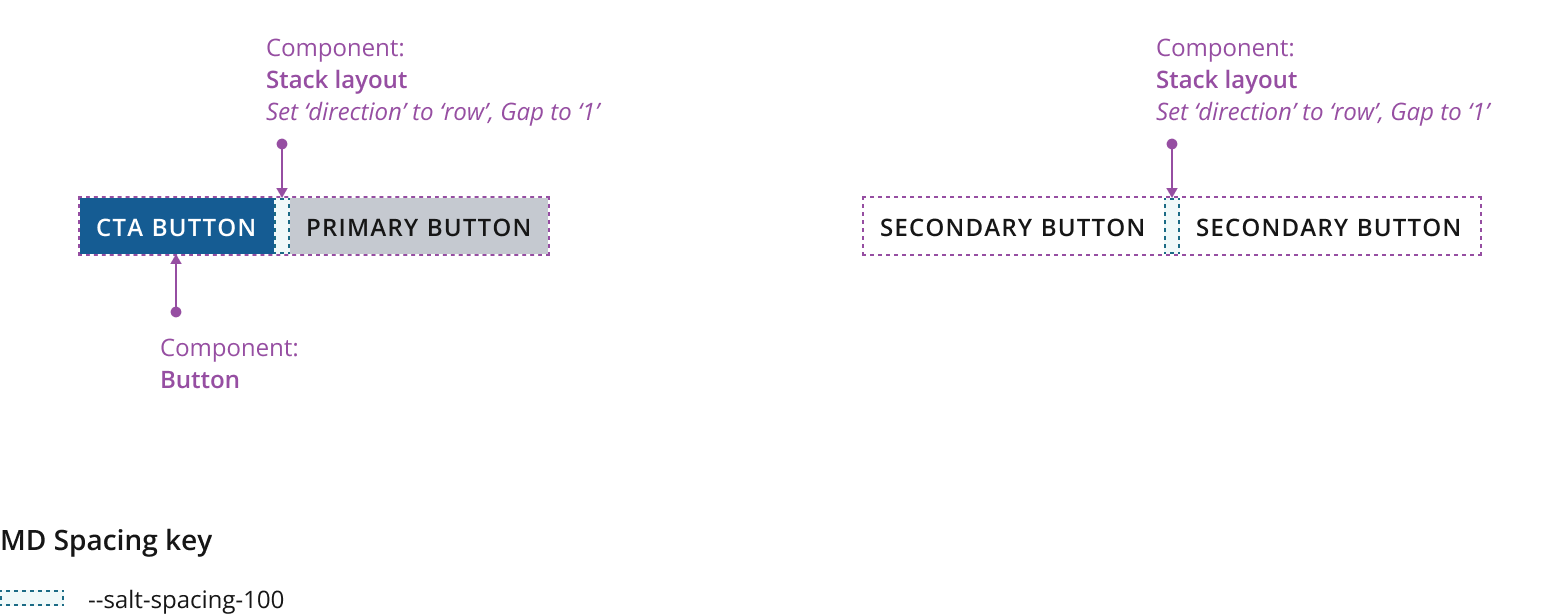 Component:
Stack layout
Set ‘direction’ to ‘row’, Gap to ‘1’
CTA BUTTON
PRIMARY BUTTON
Component:
Button
Component:
Stack layout
Set ‘direction’ to ‘row’, Gap to ‘1’
SECONDARY BUTTON
SECONDARY BUTTON
MD Spacing key
--salt-spacing-100